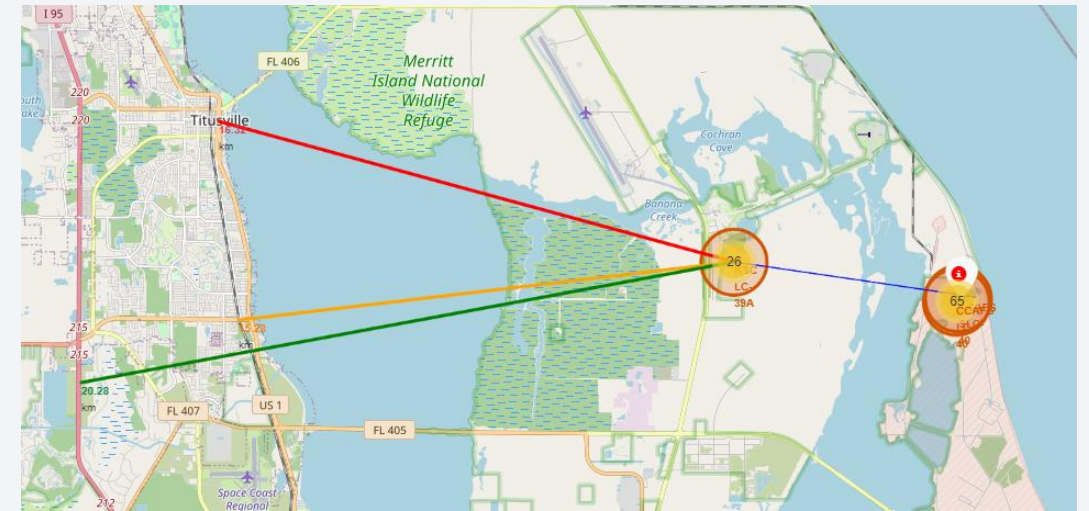 I 95
FL 406
Merritt
Island National
Wildlife
Refuge
220
220
Titusville
16.32
km
Cochran
Cove
Banana
Creek
26
LC-
39A
65
CCAFS
40
15.23
km
215
215
20.28
km
FL 407
US 1
FL 405
Space Coast
Regional
212